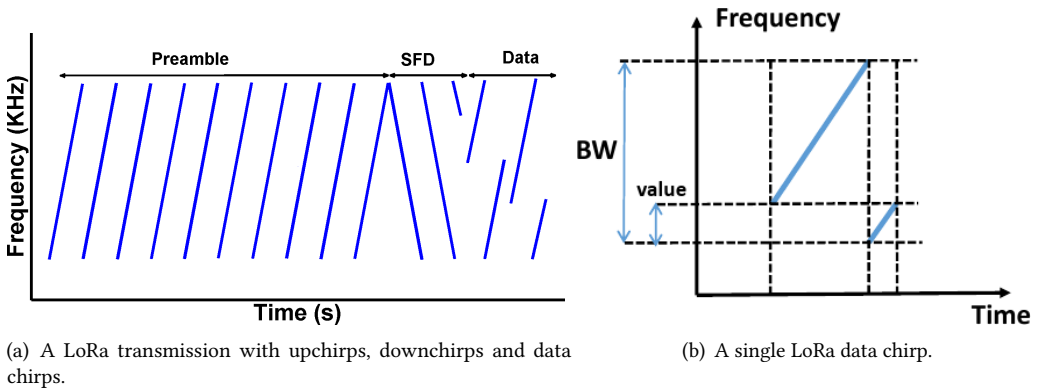 Preamble
SFD
Data
Frequency (KHz)
Time (s)
(a) A LoRa transmission with upchirps, downchirps and data
chirps.
Frequency
BW
value
Time
(b) A single LoRa data chirp.